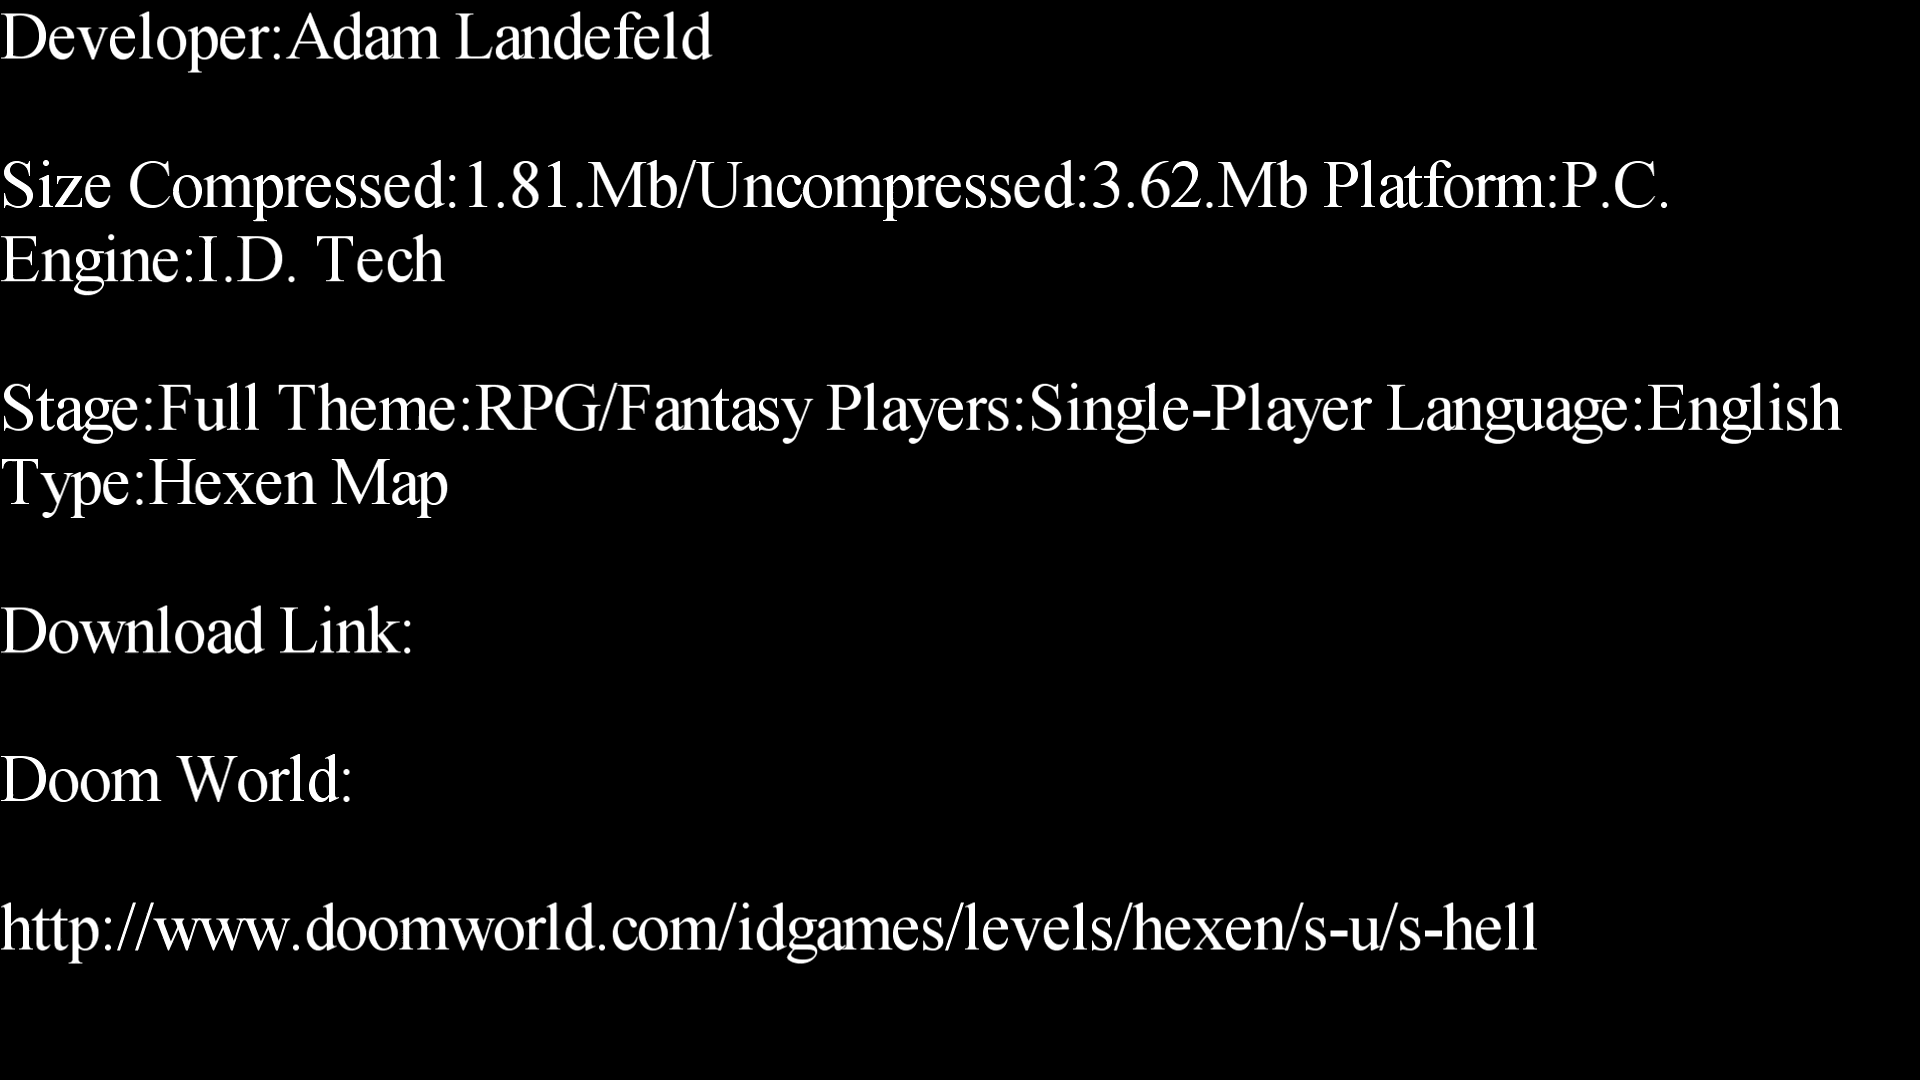 Developer:Adam Landefeld
Size Compressed:1.81.Mb/Uncompressed:3.62.Mb Platform:P.C.
Engine:I.D. Tech
Stage:Full Theme:RPG/Fantasy Players:Single-Player Language:English
Type:Hexen Map
Download Link:
Doom World:
http://www.doomworld.com/idgames/levels/hexen/s-u/s-hell